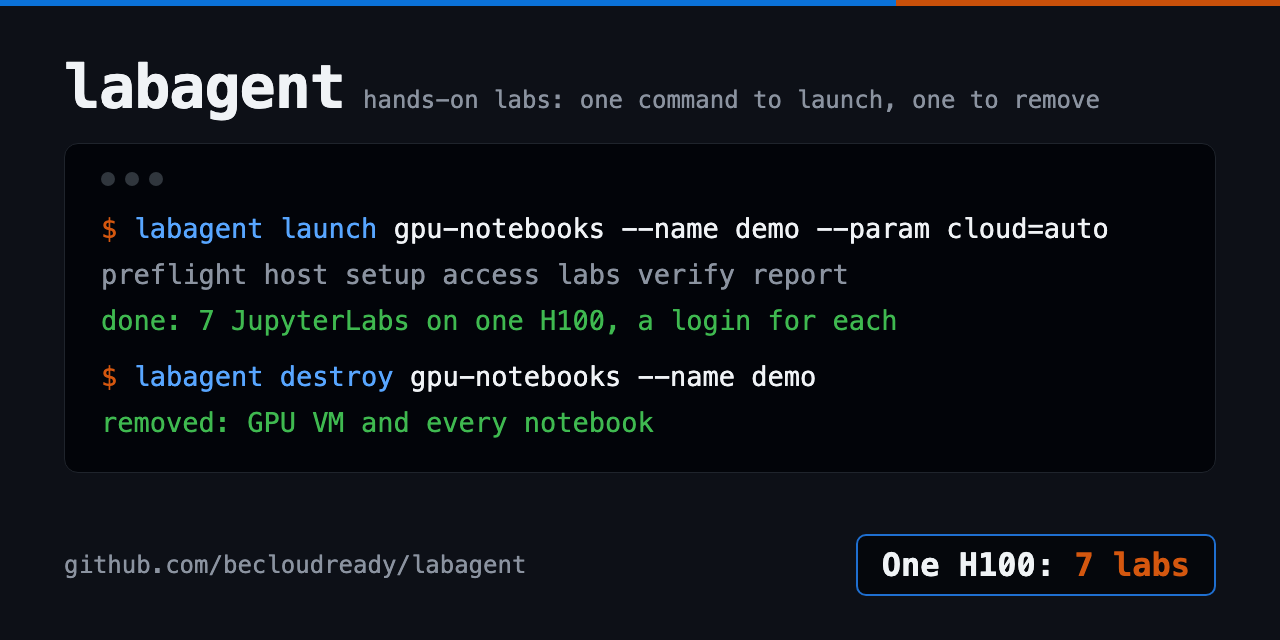 labagent hands-on labs: one command to launch, one to remove
$ labagent launch gpu-notebooks --name demo --param cloud=auto
preflight host setup access labs verify report
done: 7 JupyterLabs on one H100, a login for each
$ labagent destroy gpu-notebooks --name demo
removed: GPU VM and every notebook
github.com/becloudready/labagent
One H100: 7 labs